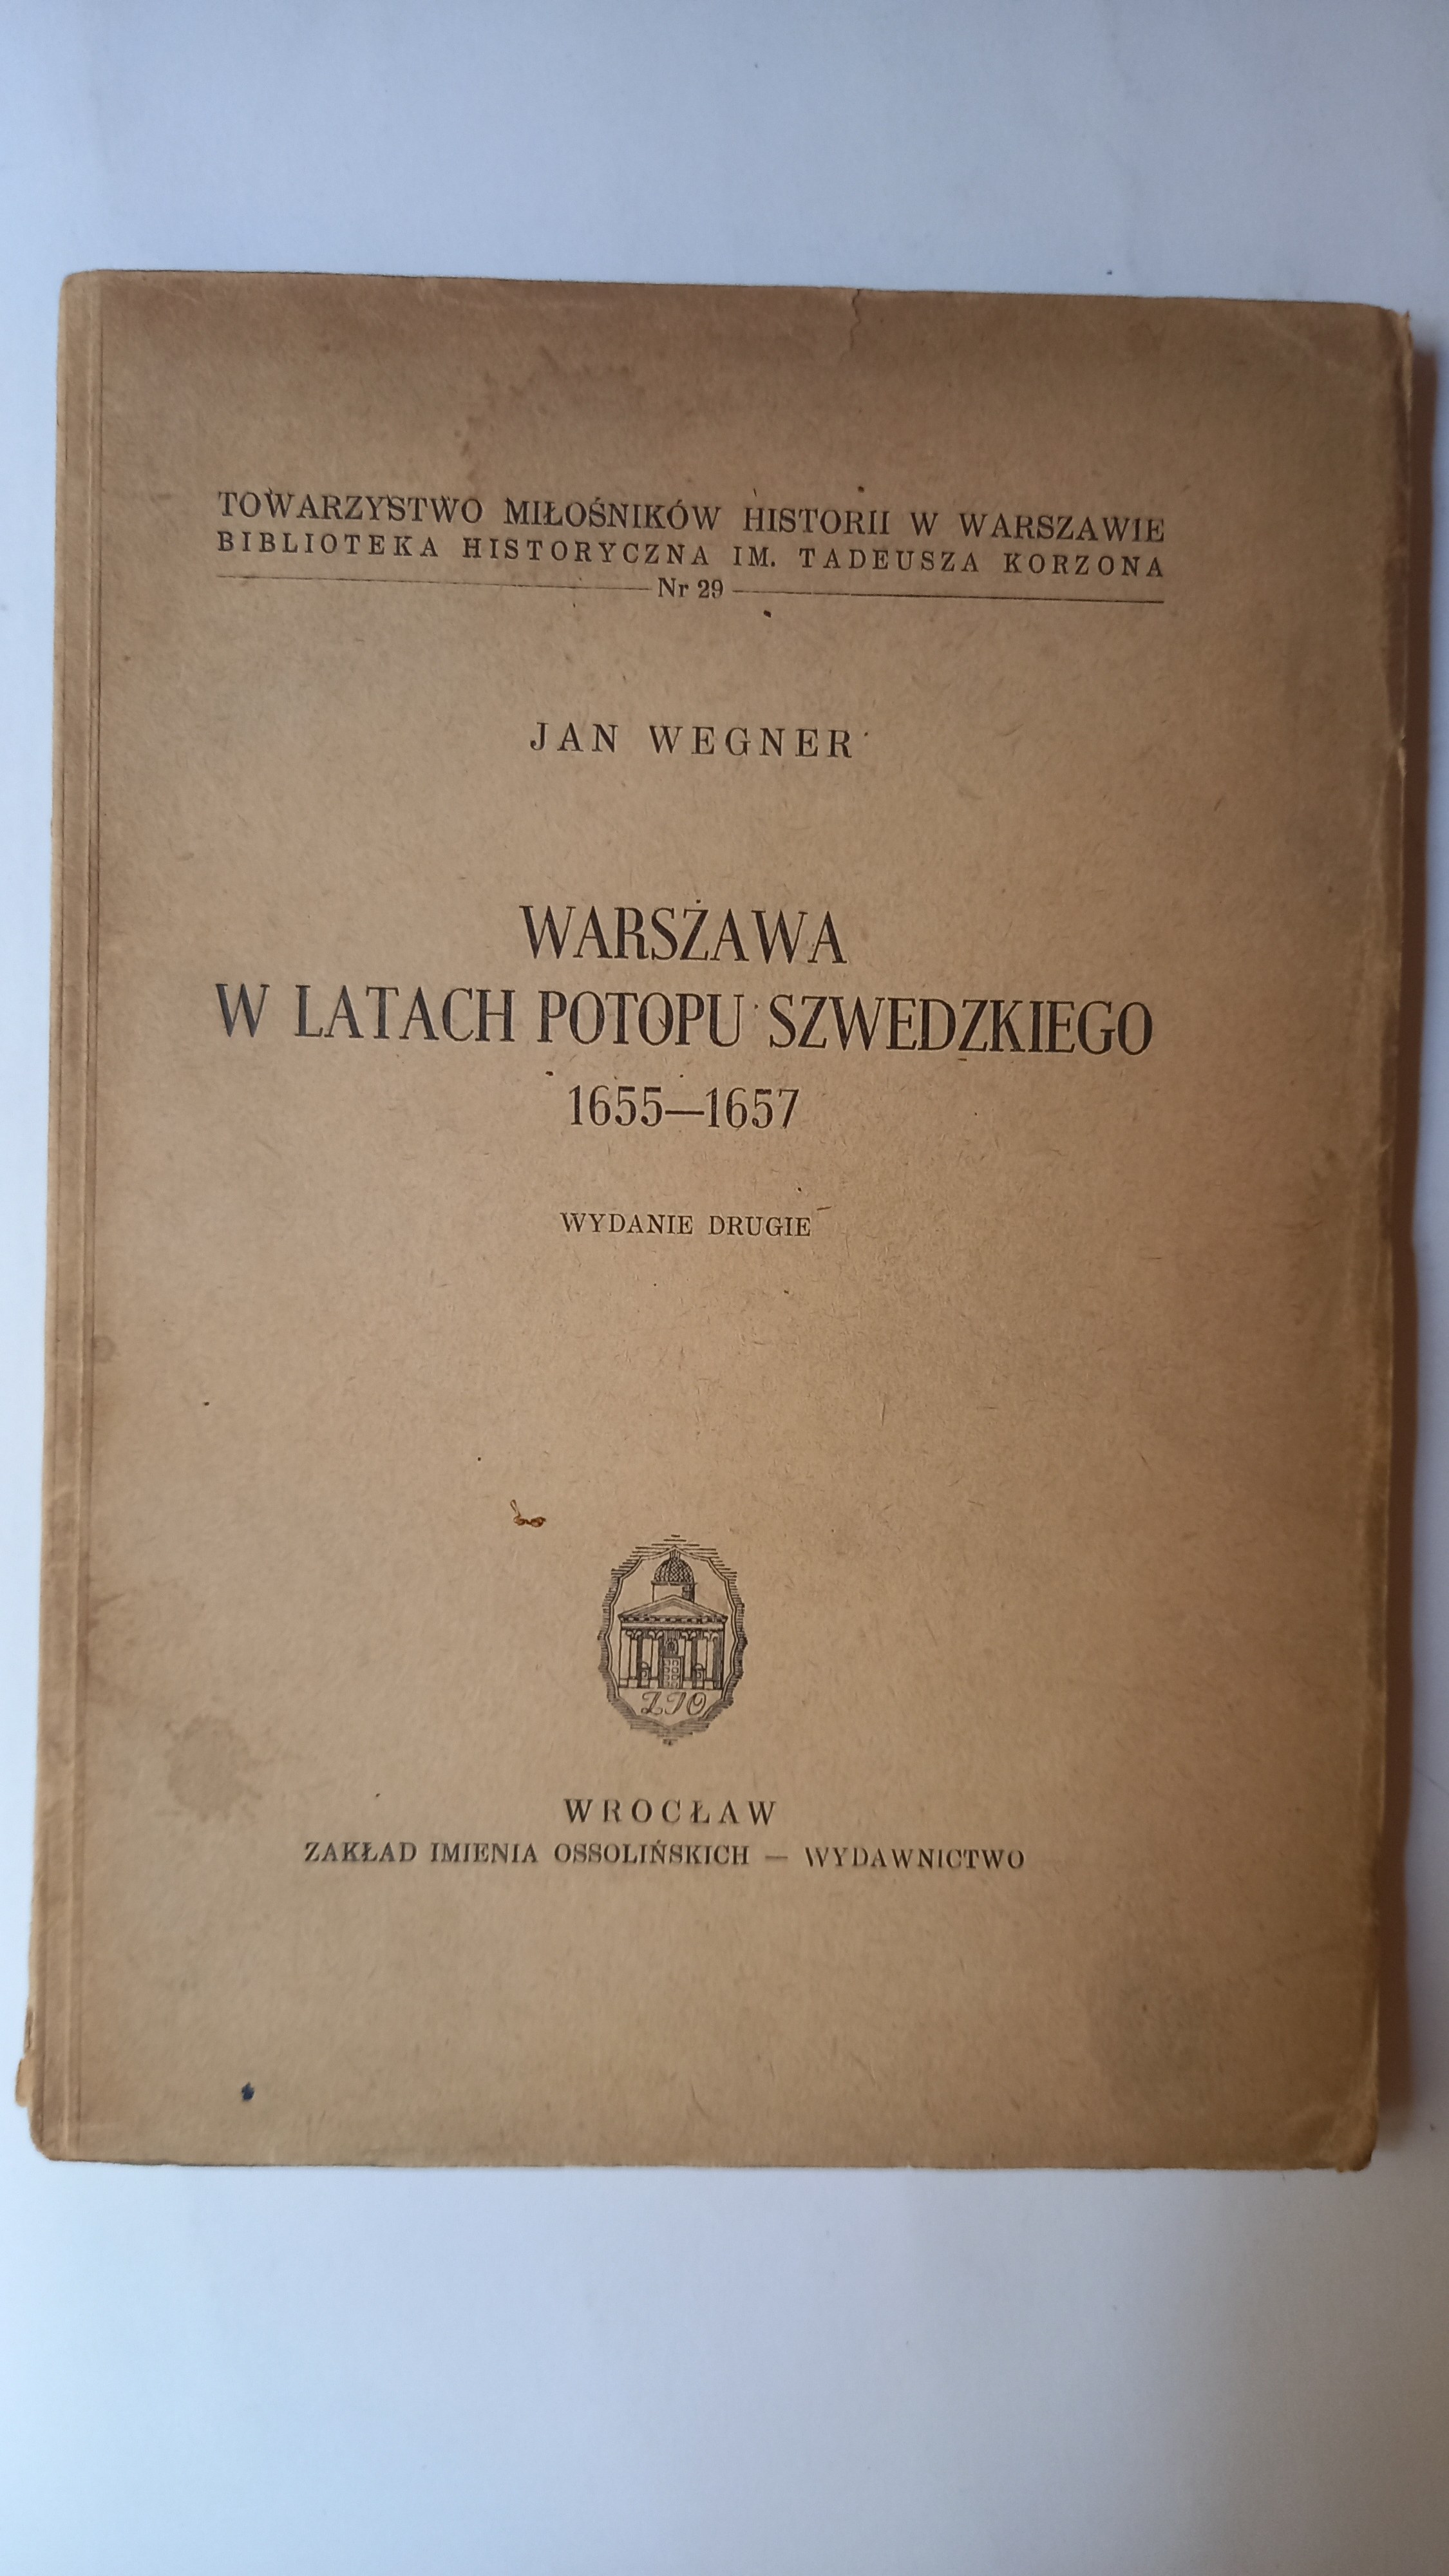 TOWARZYSTWO MIŁOŚNIKÓW HISTORII W WARSZAWIE
BIBLIOTEKA HISTORYCZNA IM. TADEUSZA KORZONA
Nr 29
JAN WEGNER
WARSZAWA
W LATACH POTOPU SZWEDZKIEGO
1655—1657
WYDANIE DRUGIE
ZIO
WROCŁAW
ZAKŁAD IMIENIA OSSOLIŃSKICH — WYDAWNICTWO